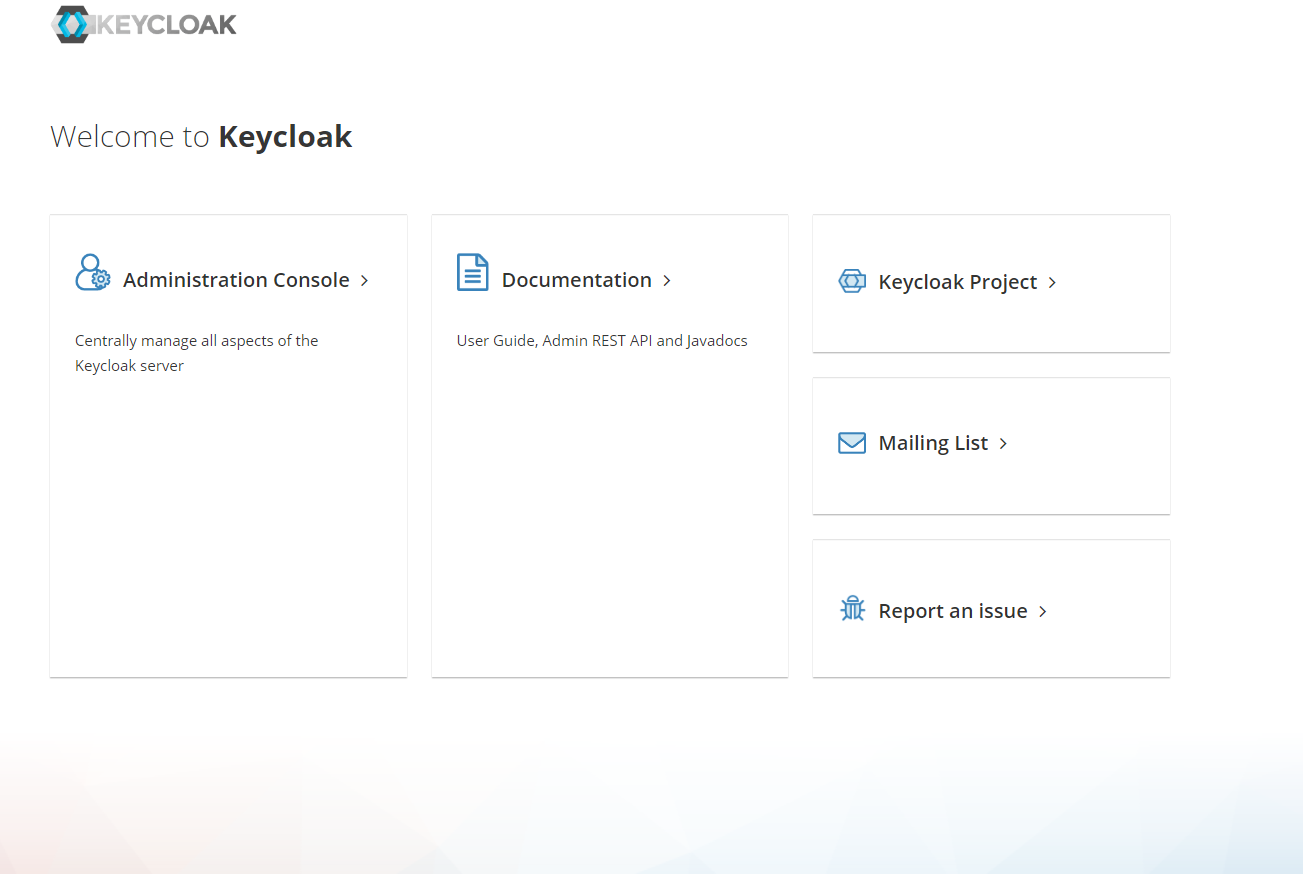 KEYCLOAK
Welcome to Keycloak
Administration Console
Centrally manage all aspects of the
Keycloak server
Documentation
User Guide, Admin REST API and Javadocs
Keycloak Project
Mailing List
Report an issue